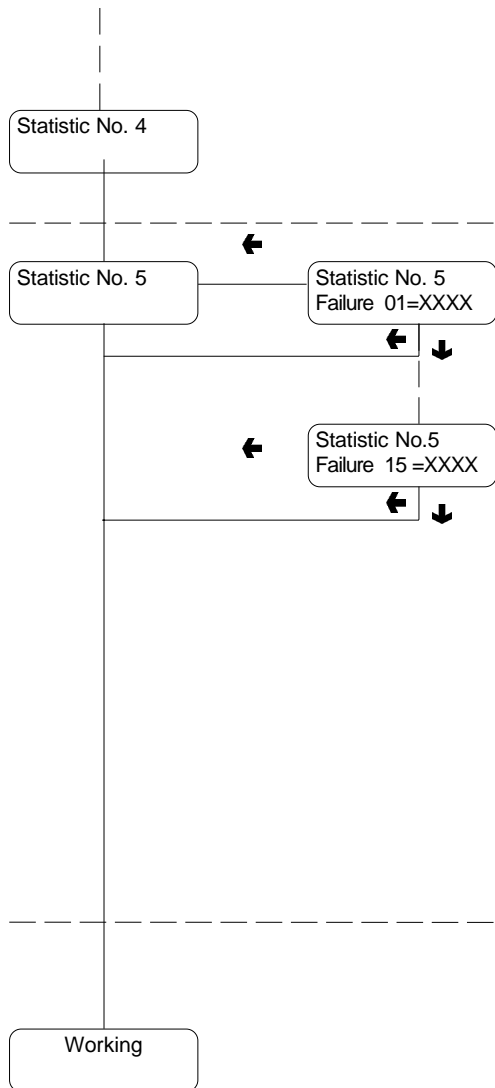 Statistic No. 4
Statistic No. 5
Statistic No. 5
Failure 01=XXXX
Statistic No.5
Failure 15 =XXXX
Working